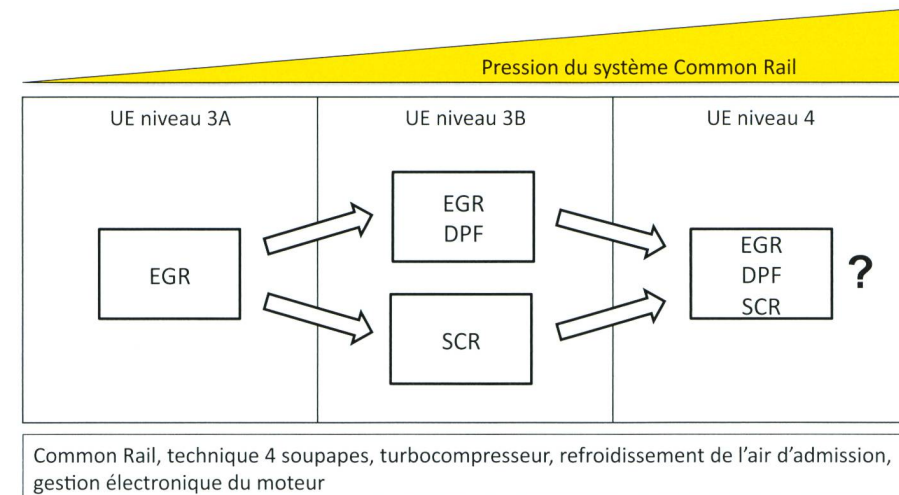 Pression du système Common Rail
UE niveau 3A
UE niveau 3B
UE niveau 4
EGR
EGR
DPF
SCR
EGR
DPF
SCR
?
Common Rail, technique 4 soupapes, turbocompresseur, refroidissement de l'air d'admission,
gestion électronique du moteur